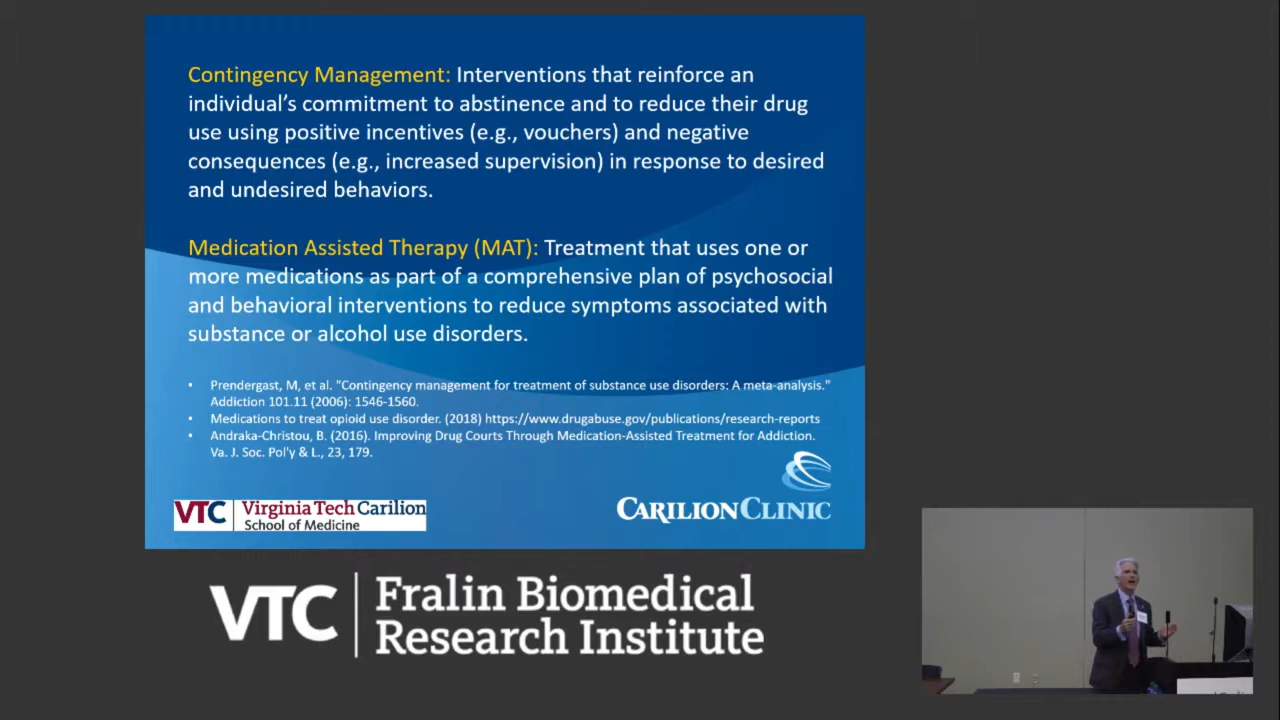 Contingency Management: Interventions that reinforce an
individual's commitment to abstinence and to reduce their drug
use using positive incentives (e.g., vouchers) and negative
consequences (e.g., increased supervision) in response to desired
and undesired behaviors.
Medication Assisted Therapy (MAT): Treatment that uses one or
more medications as part of a comprehensive plan of psychosocial
and behavioral interventions to reduce symptoms associated with
substance or alcohol use disorders.
• Prendergast, M, et al. "Contingency management for treatment of substance use disorders: A meta-analysis."
Addiction 101.11 (2006): 1546-1560.
• Medications to treat opioid use disorder. (2018) https://www.drugabuse.gov/publications/research-reports
• Andraka-Christou, B. (2016). Improving Drug Courts Through Medication-Assisted Treatment for Addiction.
Va. J. Soc. Pol'y & L., 23, 179.
VTC Virginia Tech Carilion
School of Medicine
CARILION CLINIC
VTC Fralin Biomedical
Research Institute